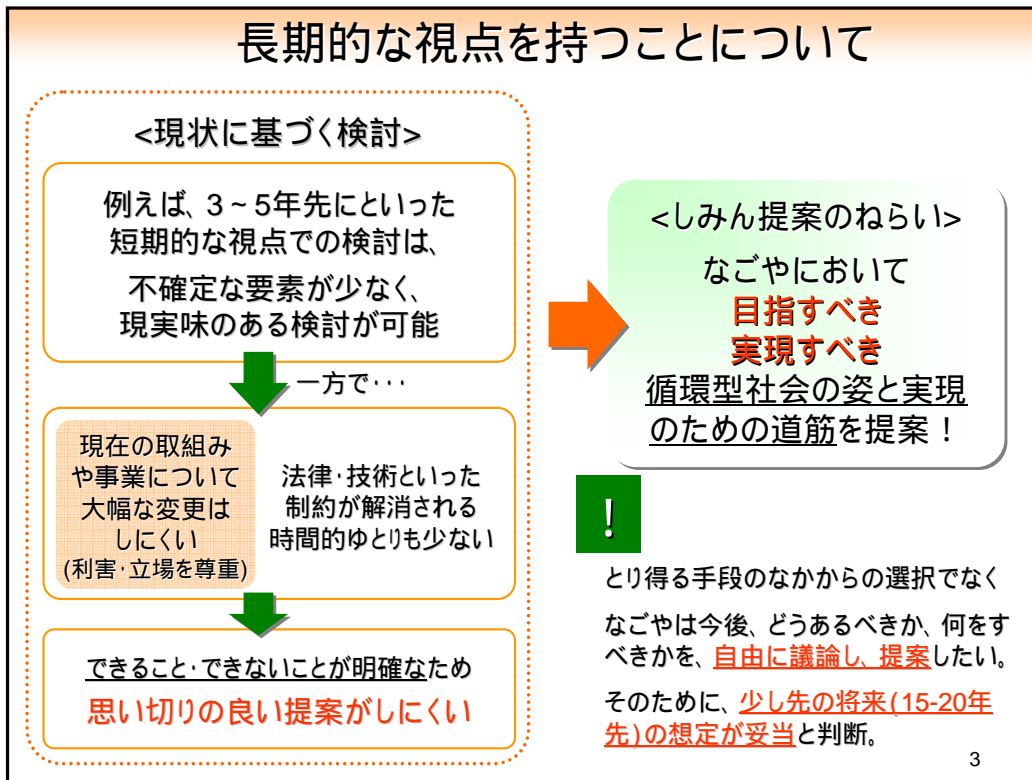 長期的な視点を持つことについて
<現状に基づく検討>
例えば、3～5年先にといった
短期的な視点での検討は、
不確定な要素が少なく、
現実味のある検討が可能
一方で･･･
現在の取組み
や事業について
大幅な変更は
しにくい
(利害･立場を尊重)
法律･技術といった
制約が解消される
時間的ゆとりも少ない
できること･できないことが明確なため
思い切りの良い提案がしにくい
<しみん提案のねらい>
なごやにおいて
目指すべき
実現すべき
循環型社会の姿と実現
のための道筋を提案！
！
とり得る手段のなかからの選択でなく
なごやは今後、どうあるべきか、何をす
べきかを、自由に議論し、提案したい。
そのために、少し先の将来(15-20年
先)の想定が妥当と判断。
3